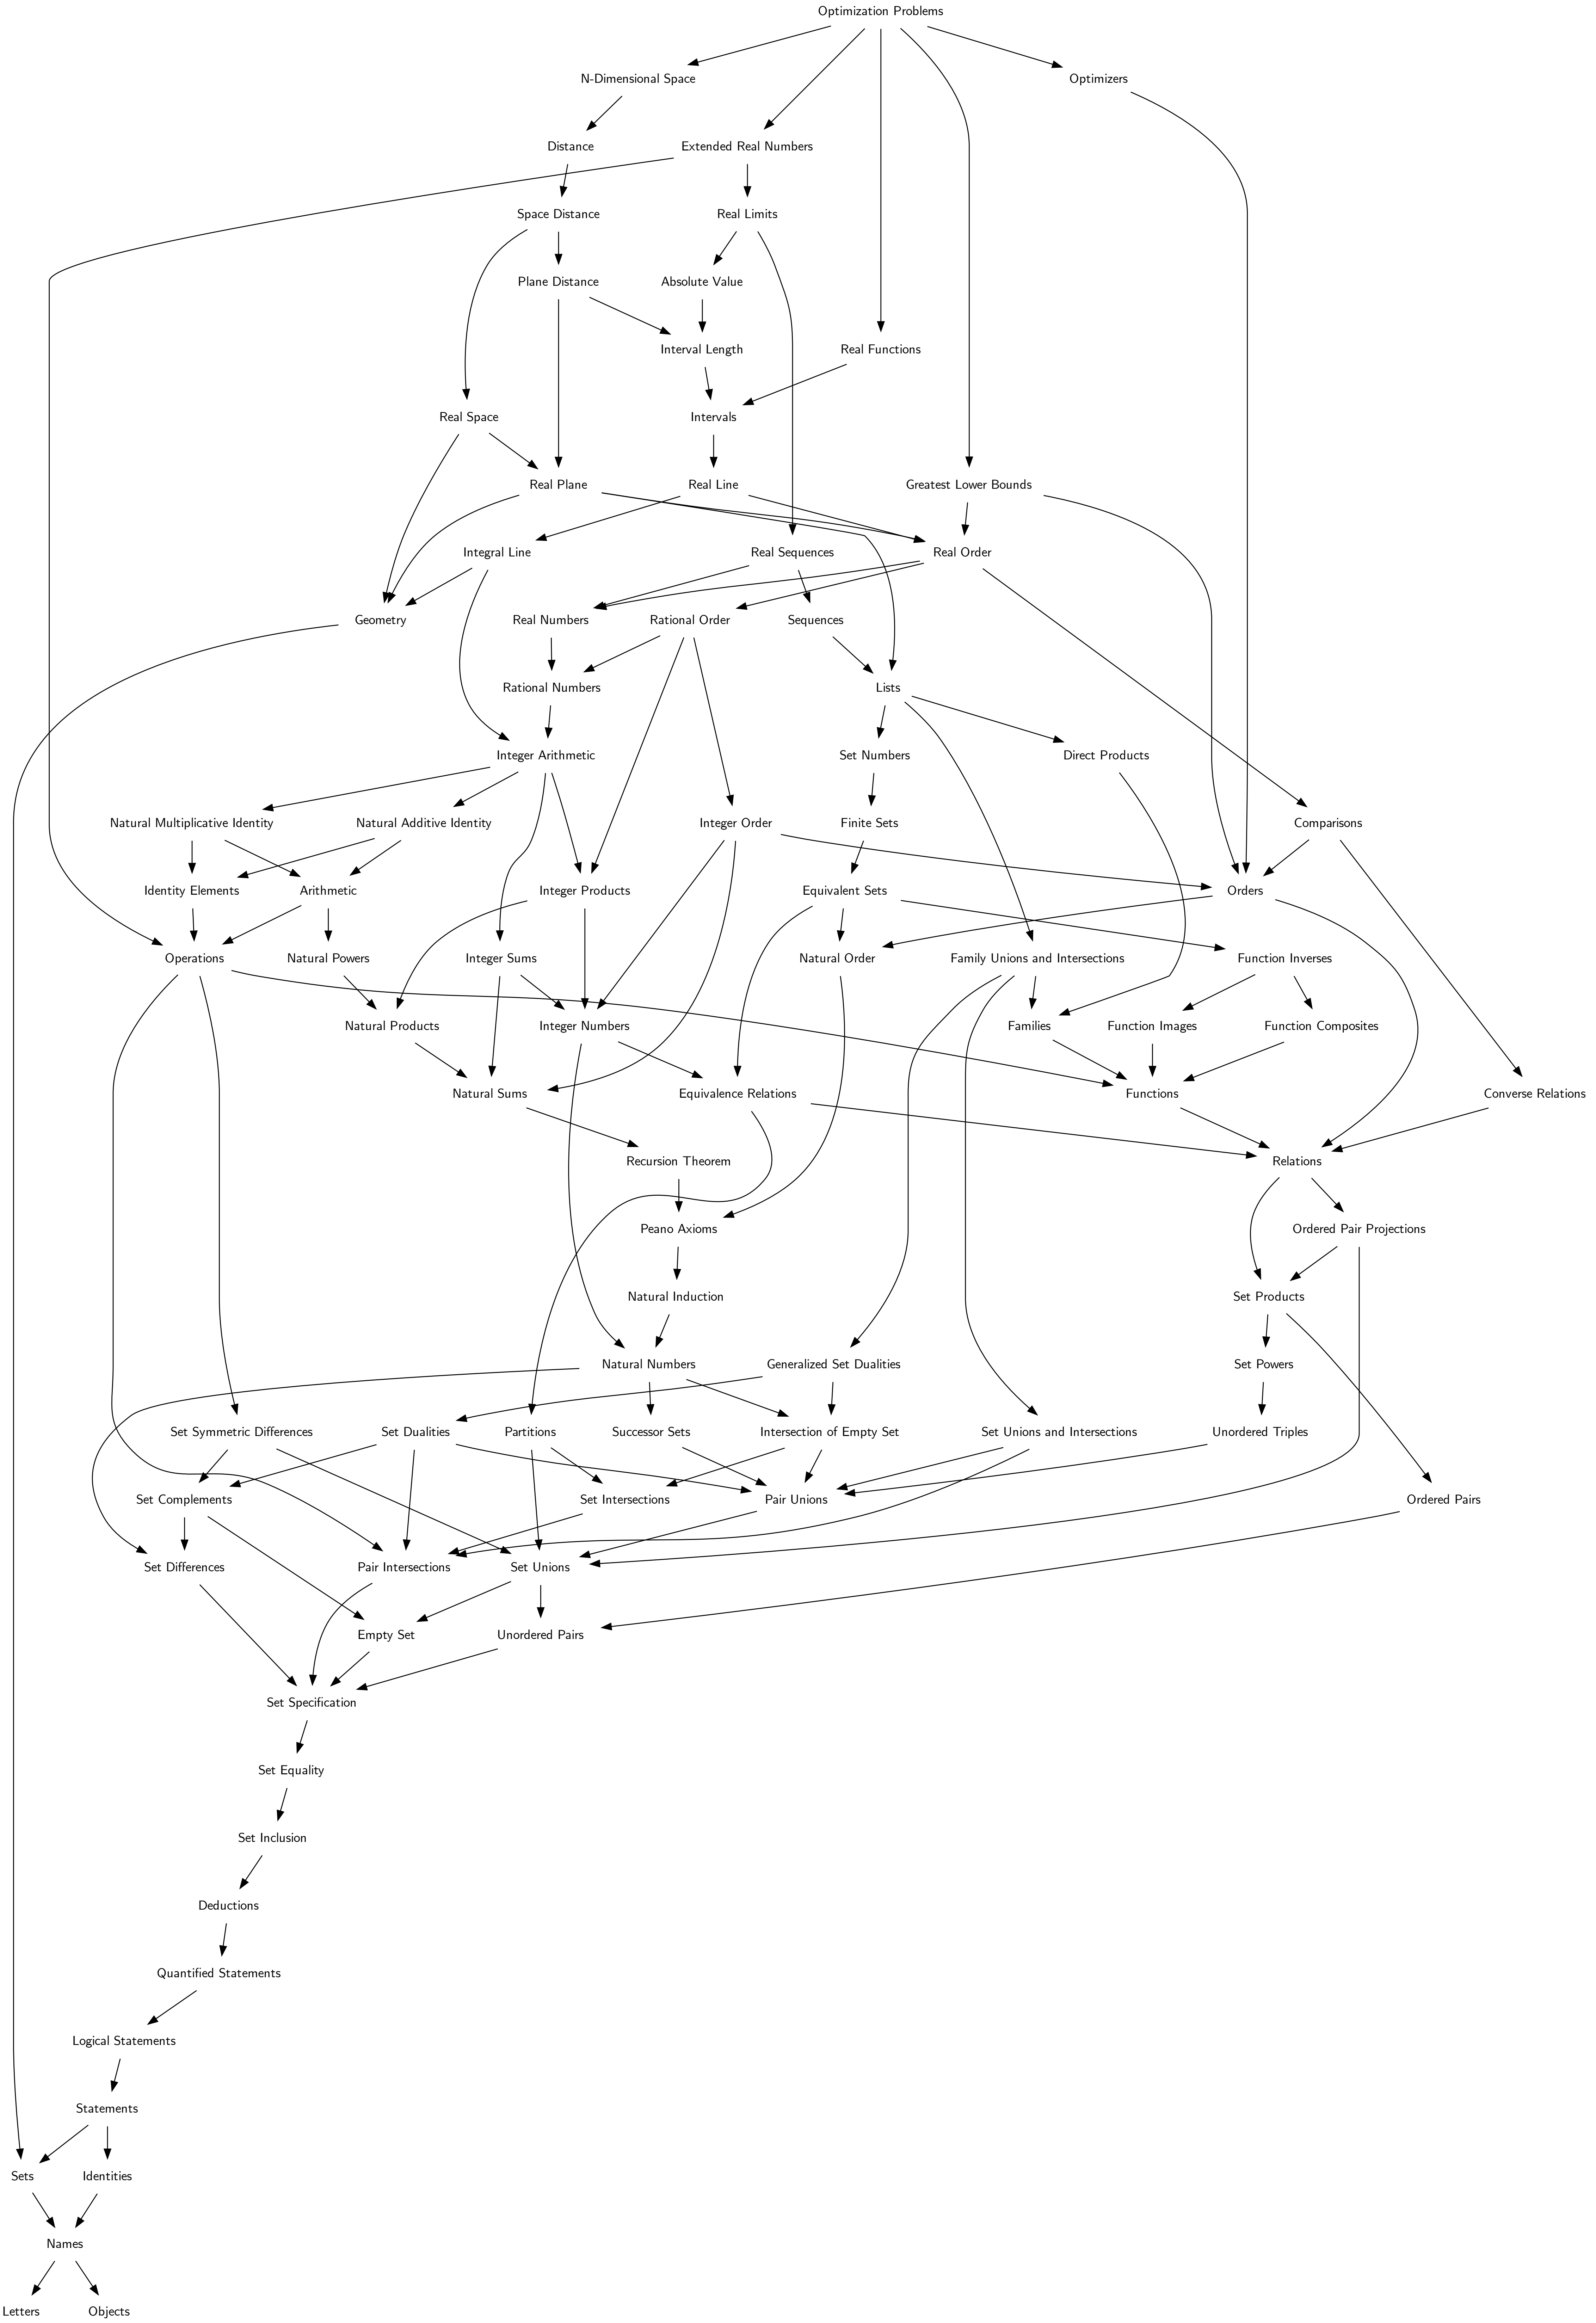 Optimization Problems
N-Dimensional Space
Optimizers
Distance
Extended Real Numbers
Space Distance
Real Limits
Plane Distance
Absolute Value
Interval Length
Real Functions
Real Space
Intervals
Real Plane
Real Line
Greatest Lower Bounds
Integral Line
Real Sequences
Real Order
Geometry
Real Numbers
Rational Order
Sequences
Rational Numbers
Lists
Integer Arithmetic
Set Numbers
Direct Products
Natural Multiplicative Identity
Natural Additive Identity
Integer Order
Finite Sets
Comparisons
Identity Elements
Arithmetic
Integer Products
Equivalent Sets
Orders
Operations
Natural Powers
Integer Sums
Natural Order
Family Unions and Intersections
Function Inverses
Natural Products
Integer Numbers
Families
Function Images
Function Composites
Natural Sums
Equivalence Relations
Functions
Converse Relations
Recursion Theorem
Relations
Peano Axioms
Ordered Pair Projections
Natural Induction
Set Products
Natural Numbers
Generalized Set Dualities
Set Powers
Set Symmetric Differences
Set Dualities
Partitions
Successor Sets
Intersection of Empty Set
Set Unions and Intersections
Unordered Triples
Set Complements
Set Intersections
Pair Unions
Ordered Pairs
Set Differences
Pair Intersections
Set Unions
Empty Set
Unordered Pairs
Set Specification
Set Equality
Set Inclusion
Deductions
Quantified Statements
Logical Statements
Statements
Sets
Identities
Names
Letters
Objects